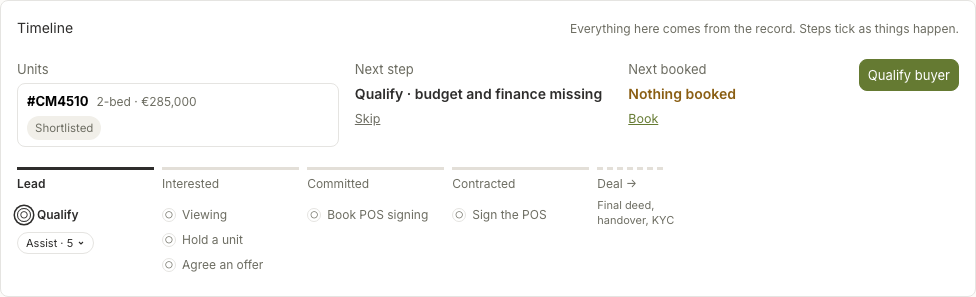 Timeline
Everything here comes from the record. Steps tick as things happen.
Units
#CM4510 2-bed · €285,000
Shortlisted
Next step
Qualify · budget and finance missing
Skip
Next booked
Nothing booked
Book
Qualify buyer
Lead
Qualify
Assist · 5
Interested
Viewing
Hold a unit
Agree an offer
Committed
Book POS signing
Contracted
Sign the POS
Deal →
Final deed,
handover, KYC